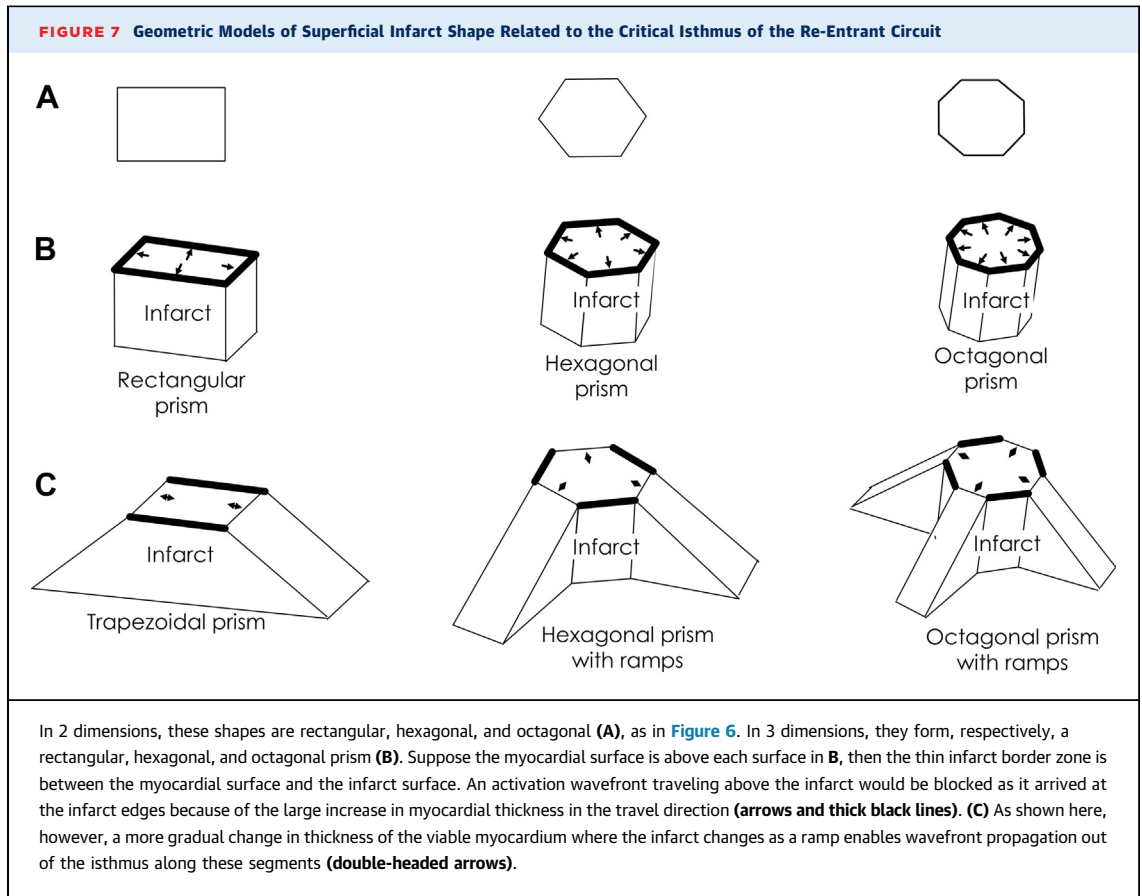 FIGURE 7 Geometric Models of Superficial Infarct Shape Related to the Critical Isthmus of the Re-Entrant Circuit
A
B
Infarct
Infarct
Infarct
Rectangular
prism
Hexagonal
prism
Octagonal
prism
C
Infarct
Infarct
Infarct
Trapezoidal prism
Hexagonal prism
with ramps
Octagonal prism
with ramps
In 2 dimensions, these shapes are rectangular, hexagonal, and octagonal (A), as in Figure 6. In 3 dimensions, they form, respectively, a
rectangular, hexagonal, and octagonal prism (B). Suppose the myocardial surface is above each surface in B, then the thin infarct border zone is
between the myocardial surface and the infarct surface. An activation wavefront traveling above the infarct would be blocked as it arrived at
the infarct edges because of the large increase in myocardial thickness in the travel direction (arrows and thick black lines). (C) As shown here,
however, a more gradual change in thickness of the viable myocardium where the infarct changes as a ramp enables wavefront propagation out
of the isthmus along these segments (double-headed arrows).